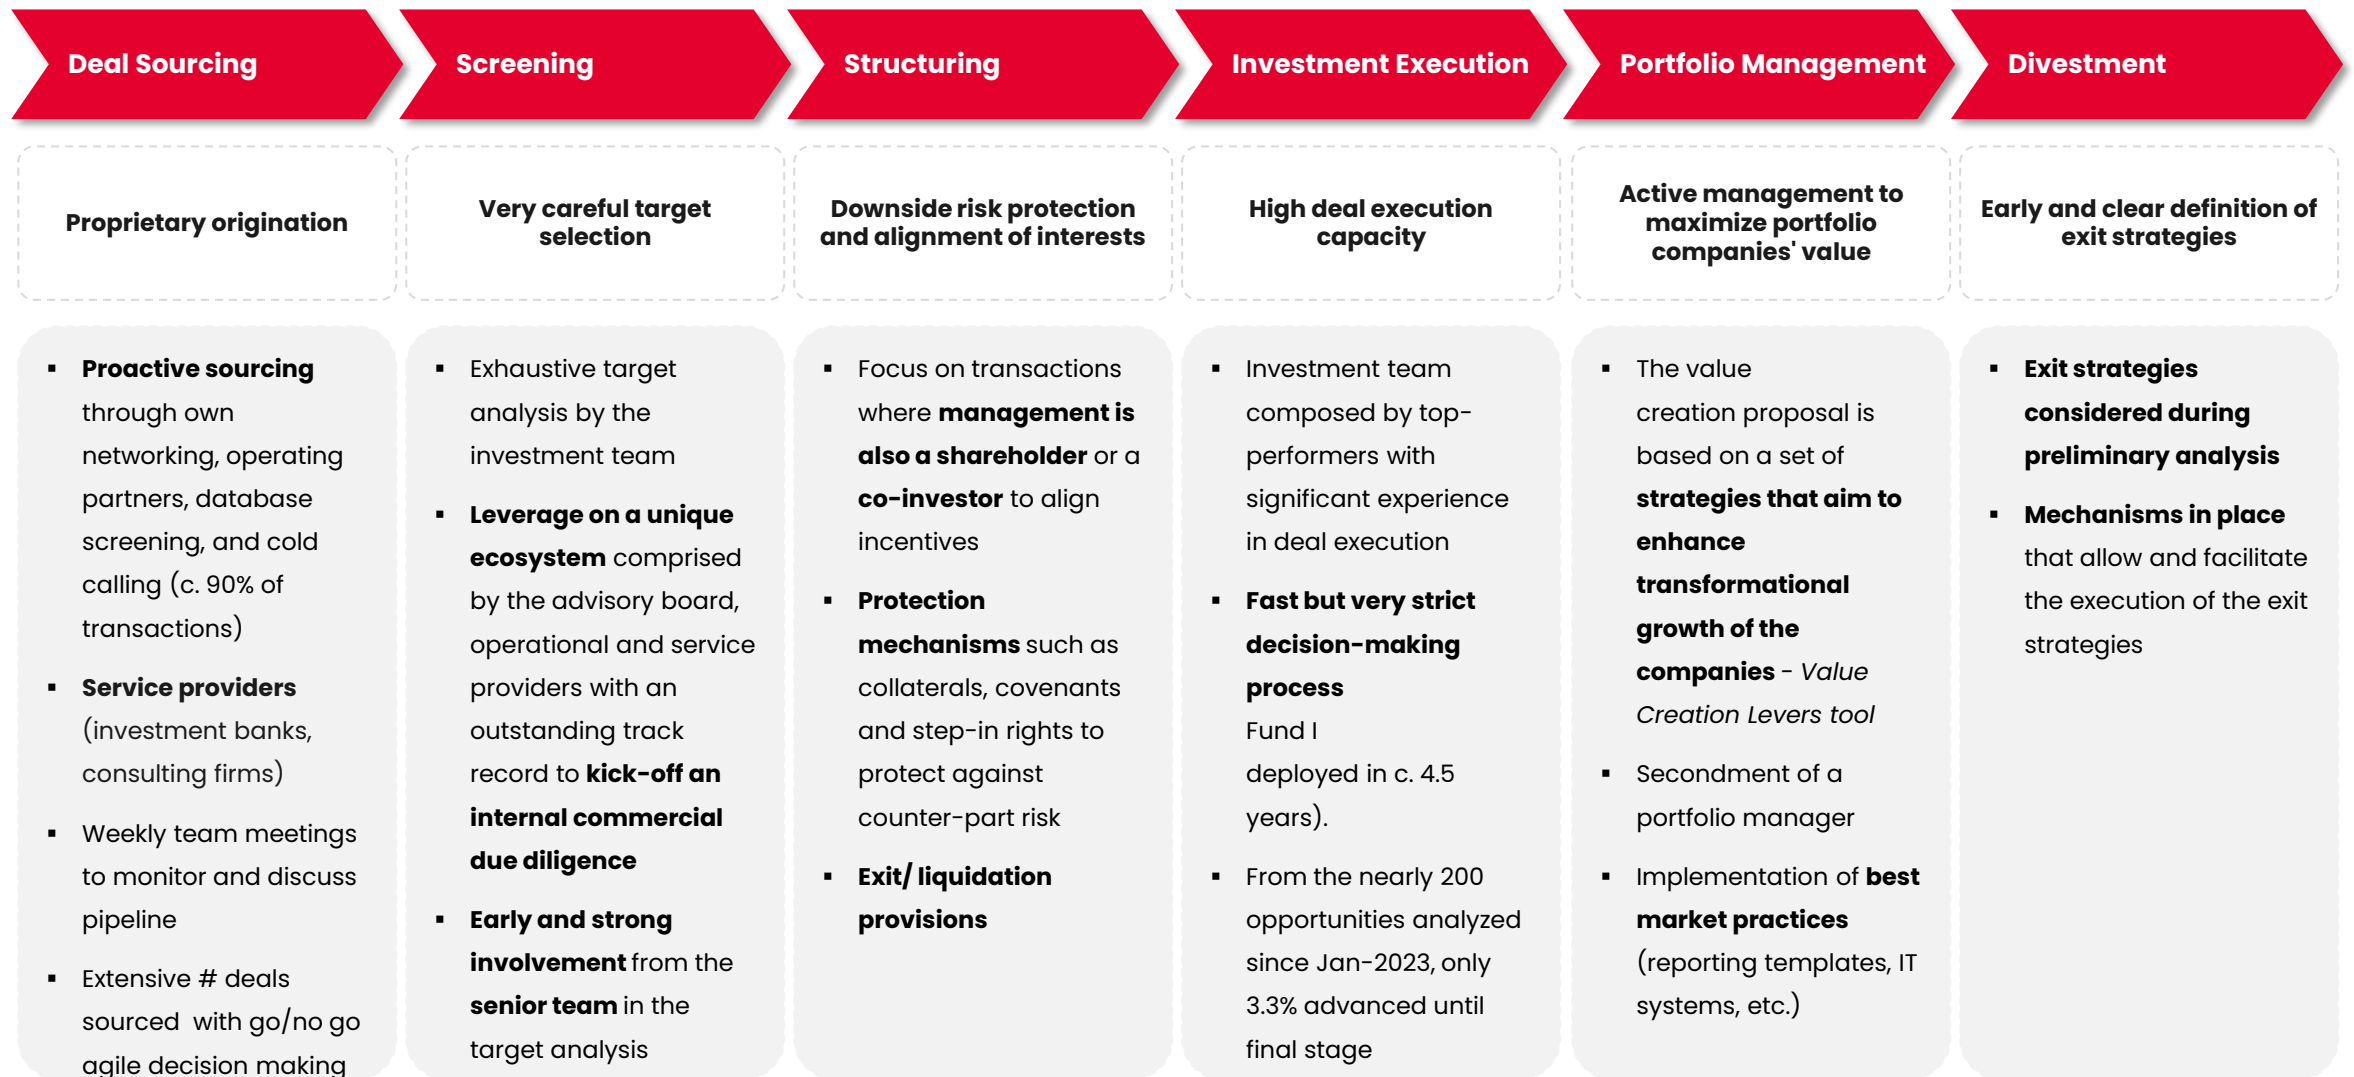 Deal Sourcing
Screening
Structuring
Investment Execution
Portfolio Management
Divestment
Proprietary origination
Very careful target
selection
Downside risk protection
and alignment of interests
High deal execution
capacity
Active management to
maximize portfolio
companies' value
Early and clear definition of
exit strategies
▪ Proactive sourcing
through own
networking, operating
partners, database
screening, and cold
calling (c. 90% of
transactions)
▪ Service providers
(investment banks,
consulting firms)
▪ Weekly team meetings
to monitor and discuss
pipeline
▪ Extensive # deals
sourced with go/no go
agile decision making
▪ Exhaustive target
analysis by the
investment team
▪ Leverage on a unique
ecosystem comprised
by the advisory board,
operational and service
providers with an
outstanding track
record to kick-off an
internal commercial
due diligence
▪ Early and strong
involvement from the
senior team in the
target analysis
▪ Focus on transactions
where management is
also a shareholder or a
co-investor to align
incentives
▪ Protection
mechanisms such as
collaterals, covenants
and step-in rights to
protect against
counter-part risk
▪ Exit/ liquidation
provisions
▪ Investment team
composed by top-
performers with
significant experience
in deal execution
▪ Fast but very strict
decision-making
process
Fund I
deployed in c. 4.5
years).
▪ From the nearly 200
opportunities analyzed
since Jan-2023, only
3.3% advanced until
final stage
▪ The value
creation proposal is
based on a set of
strategies that aim to
enhance
transformational
growth of the
companies - Value
Creation Levers tool
▪ Secondment of a
portfolio manager
▪ Implementation of best
market practices
(reporting templates, IT
systems, etc.)
▪ Exit strategies
considered during
preliminary analysis
▪ Mechanisms in place
that allow and facilitate
the execution of the exit
strategies